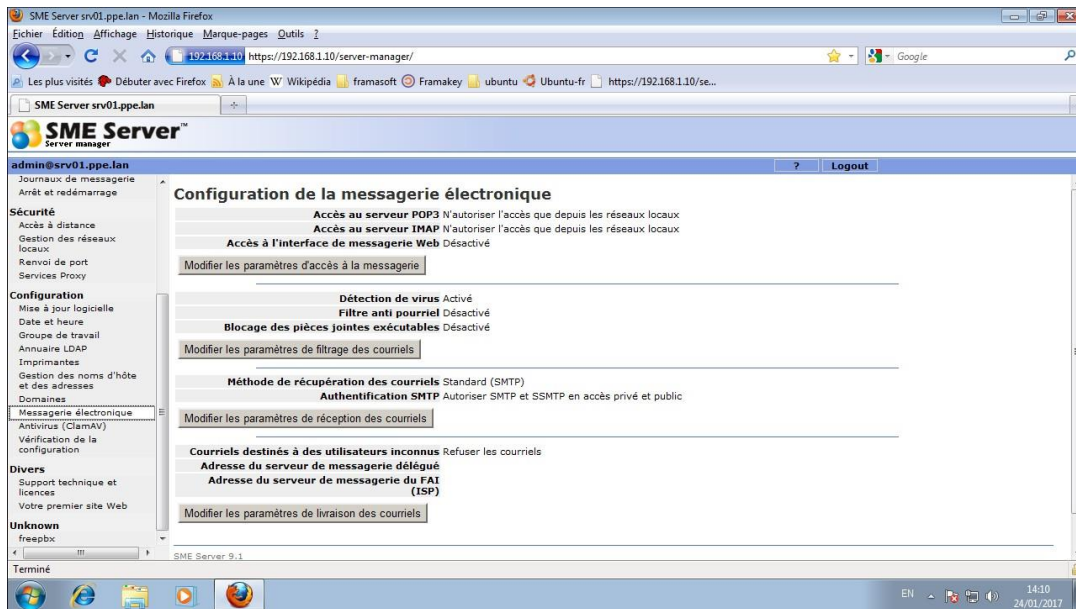 SME Server srv01.ppe.lan - Mozilla Firefox
Fichier Édition Affichage Historique Marque-pages Outils ?
192.168.1.10 https://192.168.1.10/server-manager/
Google
Les plus visités Débuter avec Firefox À la une Wikipédia framasoft Framakey ubuntu Ubuntu-fr https://192.168.1.10/se...
SME Server srv01.ppe.lan
SME Server™
Server manager
admin@srv01.ppe.lan ? Logout
Journaux de messagerie
Arrêt et redémarrage
Sécurité
Accès à distance
Gestion des réseaux
locaux
Renvoi de port
Services Proxy
Configuration
Mise à jour logicielle
Date et heure
Groupe de travail
Annuaire LDAP
Imprimantes
Gestion des noms d'hôte
et des adresses
Domaines
Messagerie électronique
Antivirus (ClamAV)
Vérification de la
configuration
Divers
Support technique et
licences
Votre premier site Web
Unknown
freepbx
Configuration de la messagerie électronique
Accès au serveur POP3 N'autoriser l'accès que depuis les réseaux locaux
Accès au serveur IMAP N'autoriser l'accès que depuis les réseaux locaux
Accès à l'interface de messagerie Web Désactivé
Modifier les paramètres d'accès à la messagerie
Détection de virus Activé
Filtre anti pourriel Désactivé
Blocage des pièces jointes exécutables Désactivé
Modifier les paramètres de filtrage des courriels
Méthode de récupération des courriels Standard (SMTP)
Authentification SMTP Autoriser SMTP et SSMTP en accès privé et public
Modifier les paramètres de réception des courriels
Courriels destinés à des utilisateurs inconnus Refuser les courriels
Adresse du serveur de messagerie délégué
Adresse du serveur de messagerie du FAI
(ISP)
Modifier les paramètres de livraison des courriels
SME Server 9.1
Terminé
EN
14:10
24/01/2017